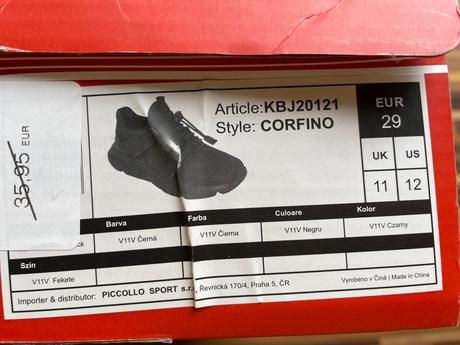 35,95 EUR
Article:KBJ20121
Style: CORFINO
EUR
29
UK US
11 12
Barva Farba Culoare Kolor
V11V Černá V11V Čierna V11V Negru V11V Czarny
Szin
V11V Fekete
Importer & distributor: PICCOLLO SPORT s.r. Řevnická 170/4, Praha 5, ČR
Vyrobeno v Číně | Made in China